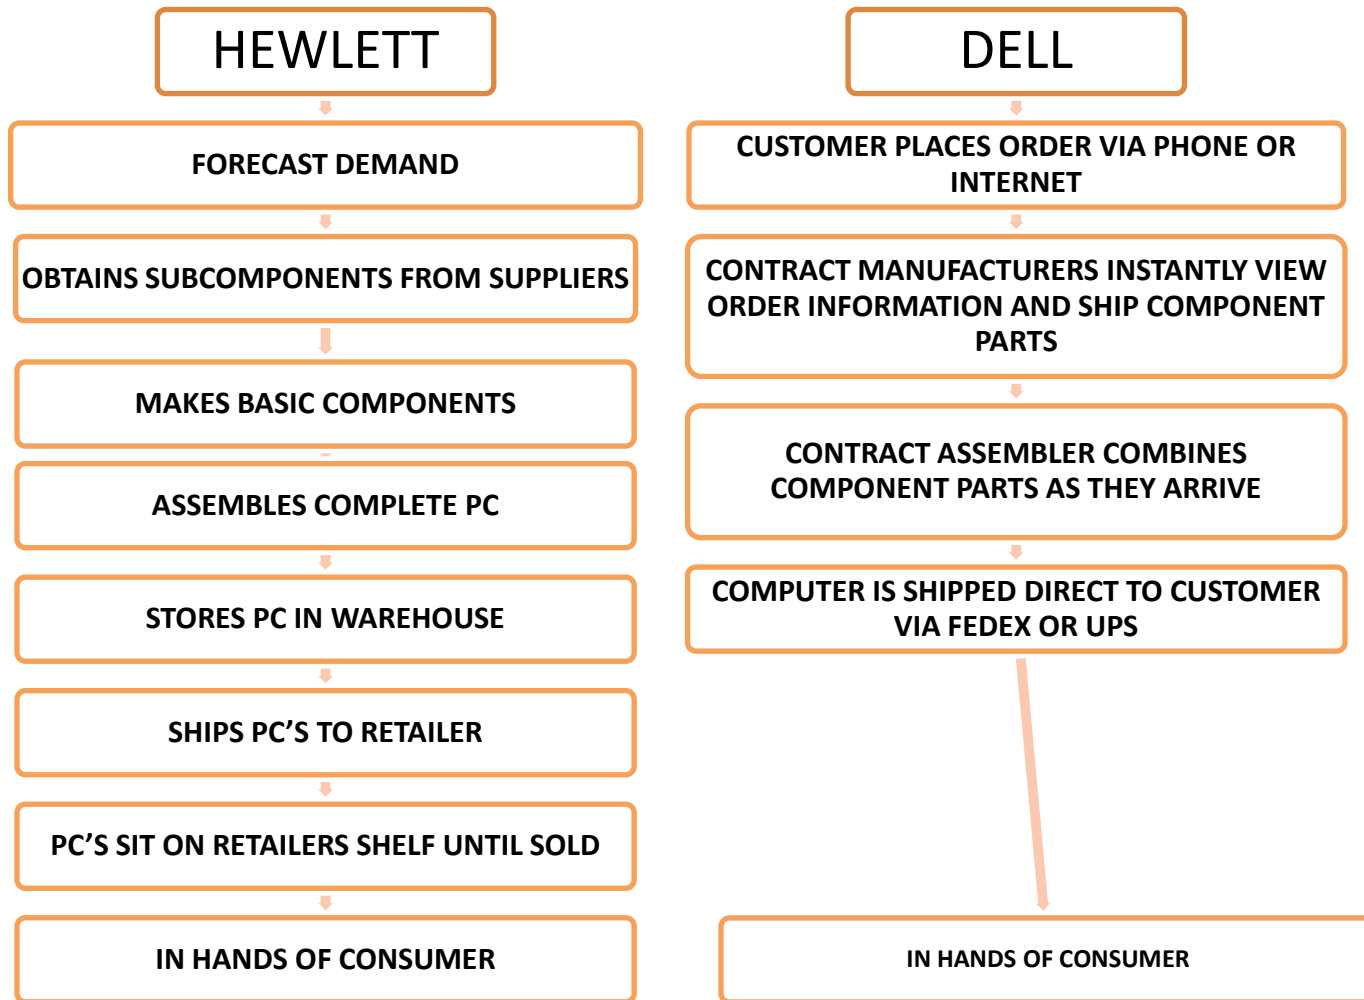 HEWLETT
FORECAST DEMAND
OBTAINS SUBCOMPONENTS FROM SUPPLIERS
MAKES BASIC COMPONENTS
ASSEMBLES COMPLETE PC
STORES PC IN WAREHOUSE
SHIPS PC’S TO RETAILER
PC’S SIT ON RETAILERS SHELF UNTIL SOLD
IN HANDS OF CONSUMER
DELL
CUSTOMER PLACES ORDER VIA PHONE OR
INTERNET
CONTRACT MANUFACTURERS INSTANTLY VIEW
ORDER INFORMATION AND SHIP COMPONENT
PARTS
CONTRACT ASSEMBLER COMBINES
COMPONENT PARTS AS THEY ARRIVE
COMPUTER IS SHIPPED DIRECT TO CUSTOMER
VIA FEDEX OR UPS
IN HANDS OF CONSUMER